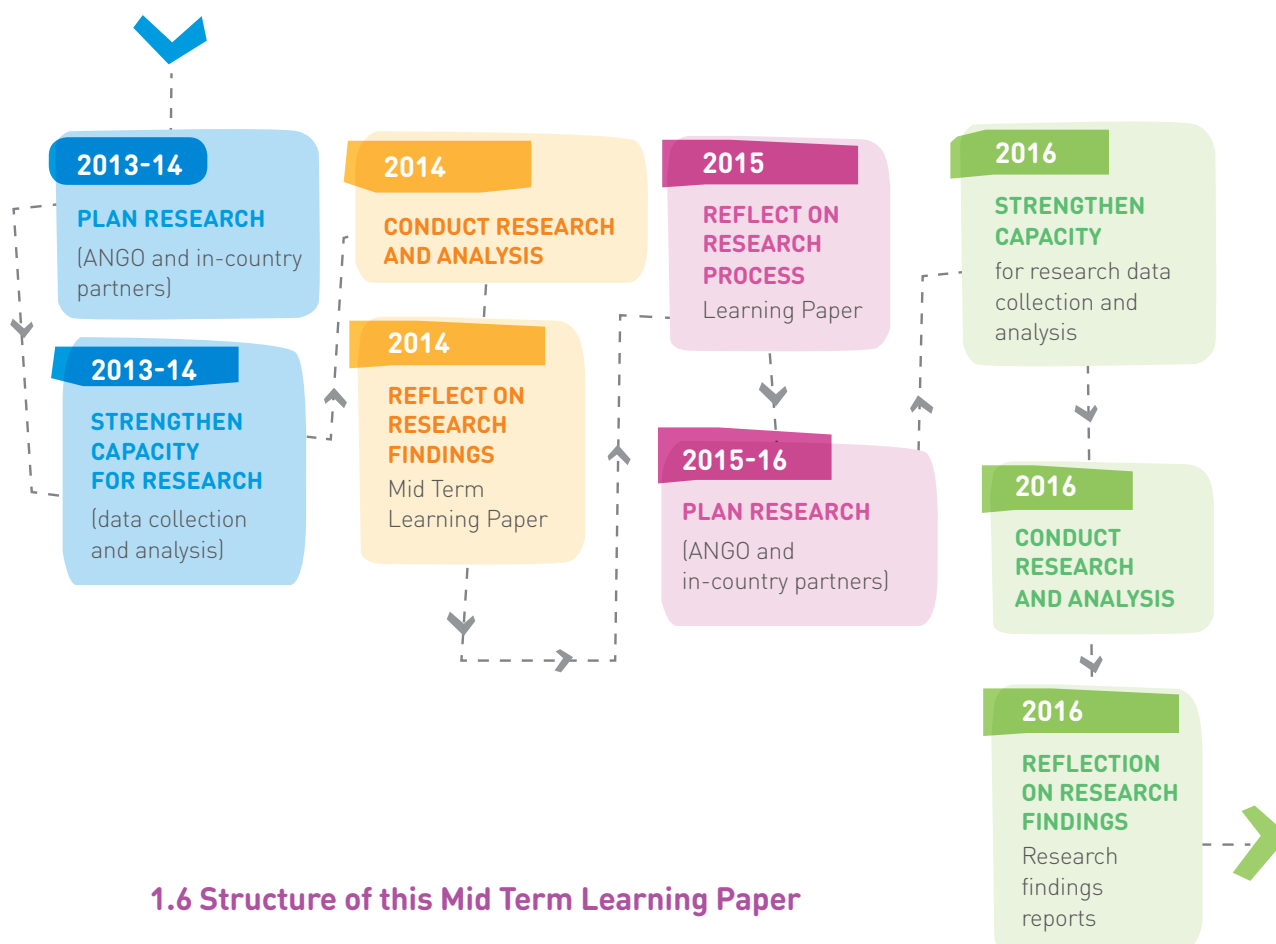 2013-14
PLAN RESEARCH
(ANGO and in-country
partners)
2013-14
STRENGTHEN
CAPACITY
FOR RESEARCH
(data collection
and analysis)
2014
CONDUCT RESEARCH
AND ANALYSIS
2014
REFLECT ON
RESEARCH
FINDINGS
Mid Term
Learning Paper
2015
REFLECT ON
RESEARCH
PROCESS
Learning Paper
2015-16
PLAN RESEARCH
(ANGO and
in-country partners)
2016
STRENGTHEN
CAPACITY
for research data
collection and
analysis
2016
CONDUCT
RESEARCH
AND ANALYSIS
2016
REFLECTION
ON RESEARCH
FINDINGS
Research
findings
reports
1.6 Structure of this Mid Term Learning Paper